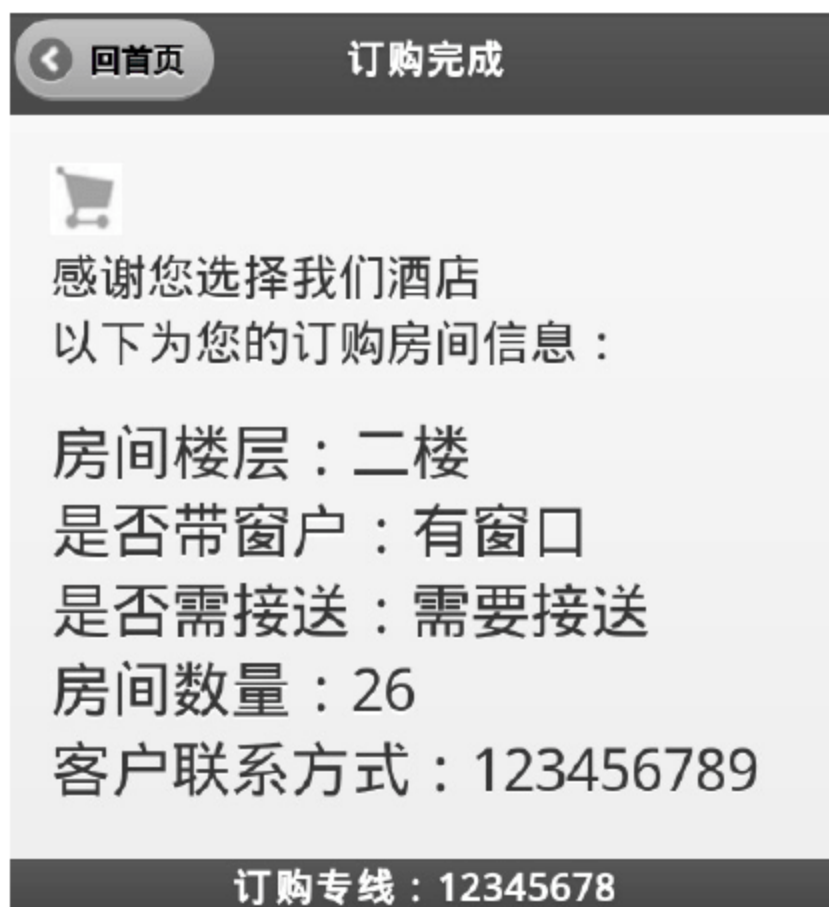 回首页
订购完成
感谢您选择我们酒店
以下为您的订购房间信息：
房间楼层：二楼
是否带窗户：有窗口
是否需接送：需要接送
房间数量：26
客户联系方式：123456789
订购专线：12345678